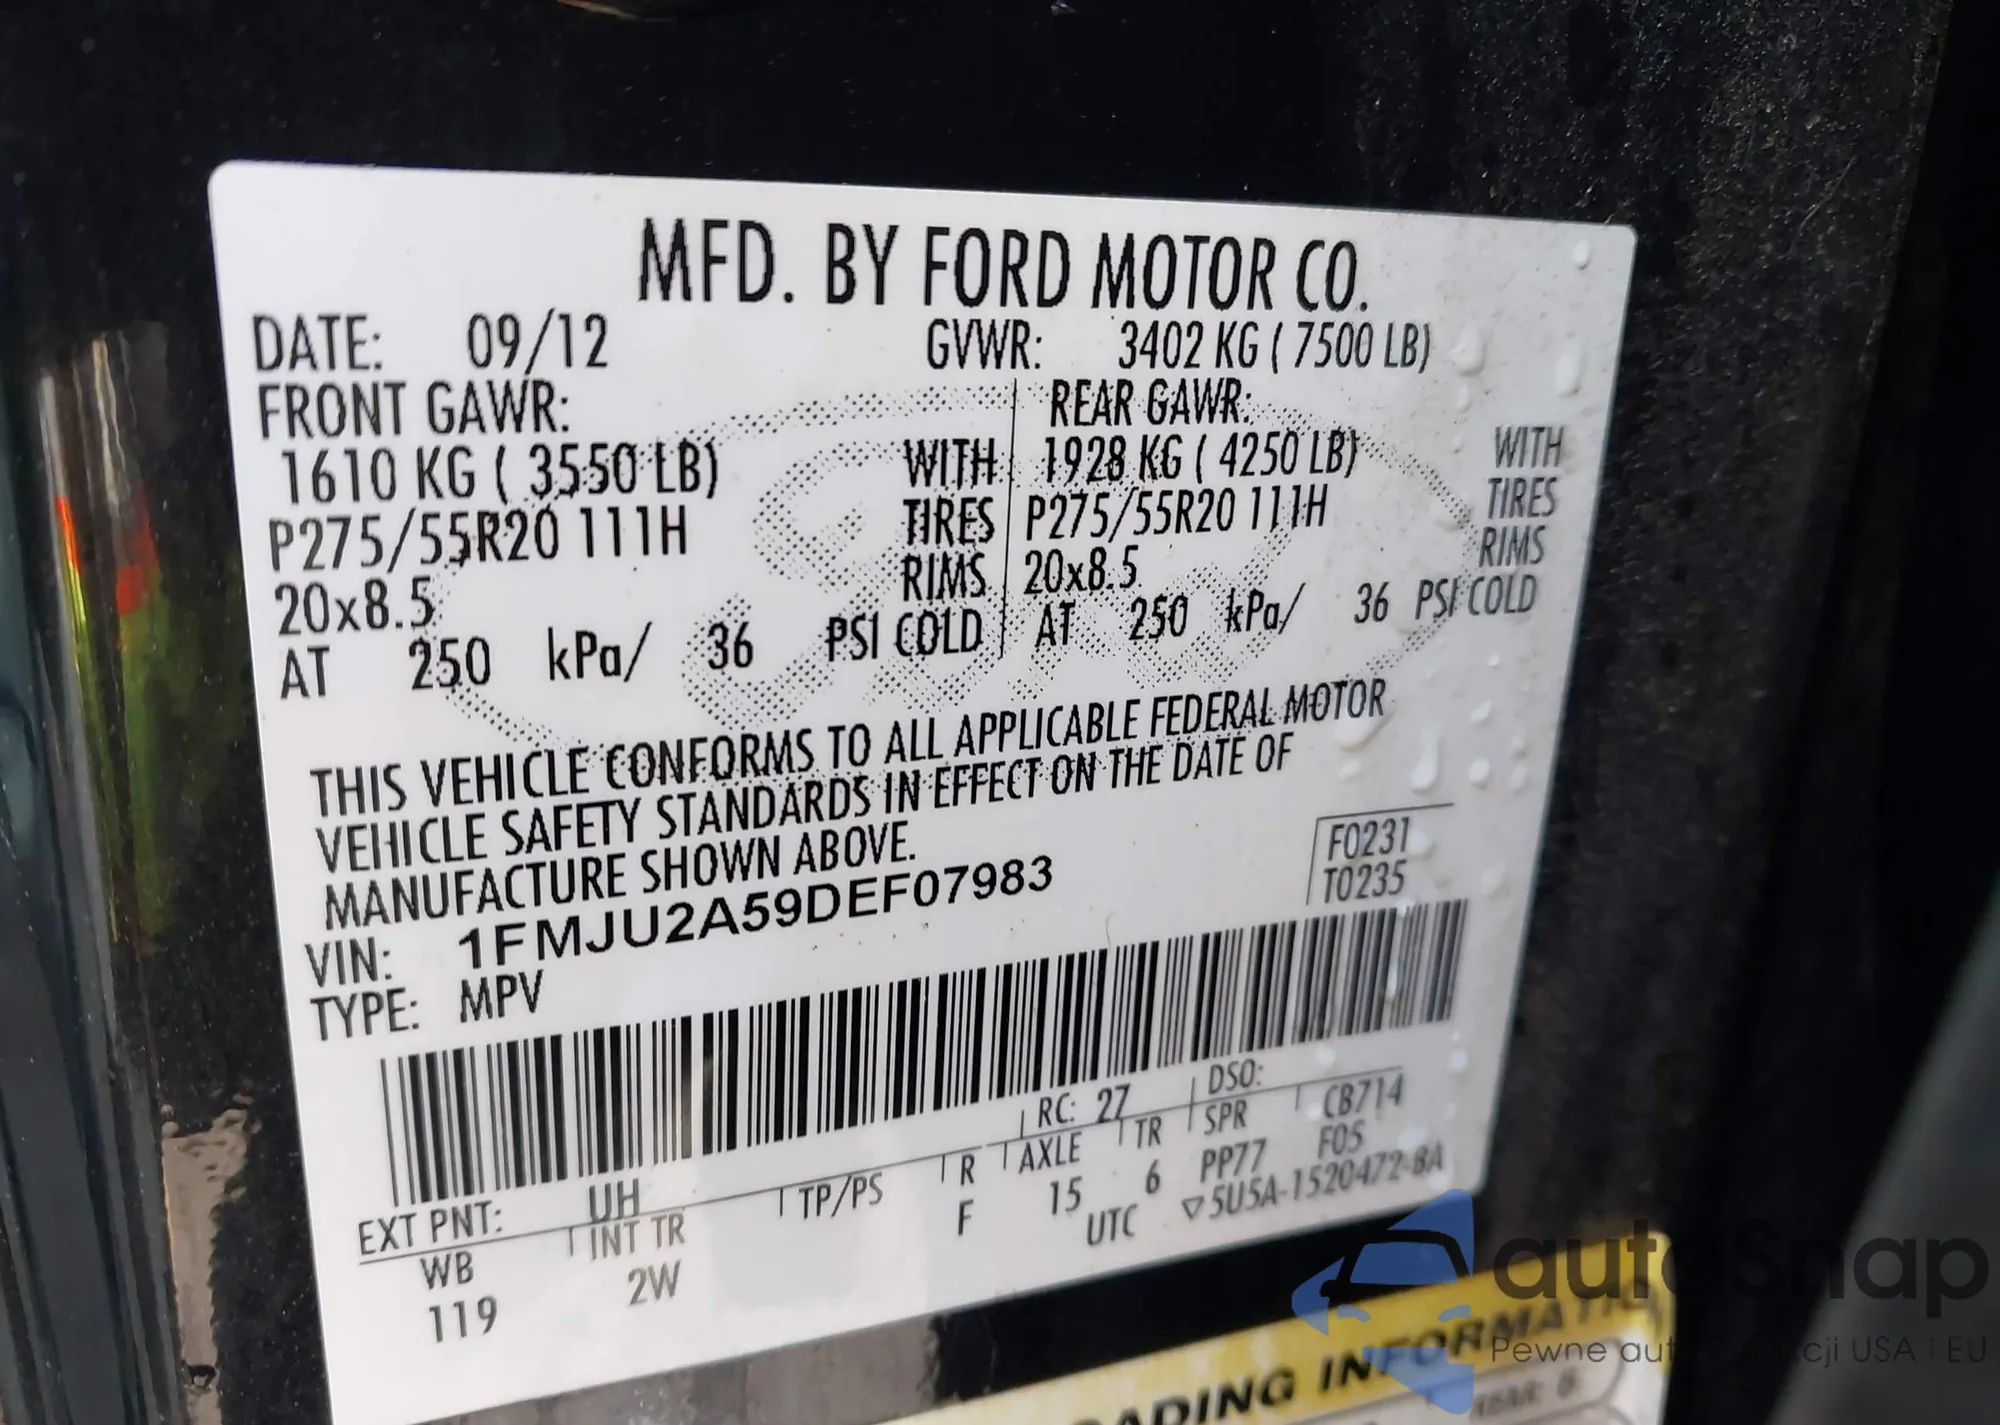 MFD. BY FORD MOTOR CO.
DATE: 09/12 GVWR: 3402 KG ( 7500 LB)
FRONT GAWR: REAR GAWR:
1610 KG ( 3550 LB) WITH 1928 KG ( 4250 LB) WITH
P275/55R20 111H TIRES P275/55R20 111H TIRES
20x8.5 RIMS 20x8.5 RIMS
AT 250 kPa/ 36 PSI COLD AT 250 kPa/ 36 PSI COLD
THIS VEHICLE CONFORMS TO ALL APPLICABLE FEDERAL MOTOR
VEHICLE SAFETY STANDARDS IN EFFECT ON THE DATE OF
MANUFACTURE SHOWN ABOVE.
F0231
T0235
VIN: 1FMJU2A59DEF07983
TYPE: MPV
EXT PNT: UH RC: 27 DSO:
WB INT TR TP/PS R AXLE TR SPR CB714
119 2W F 15 6 PP77 F05
UTC ▽5U5A-1520472-BA
autoSnap
Pewne USA i EU
INFORMATIO